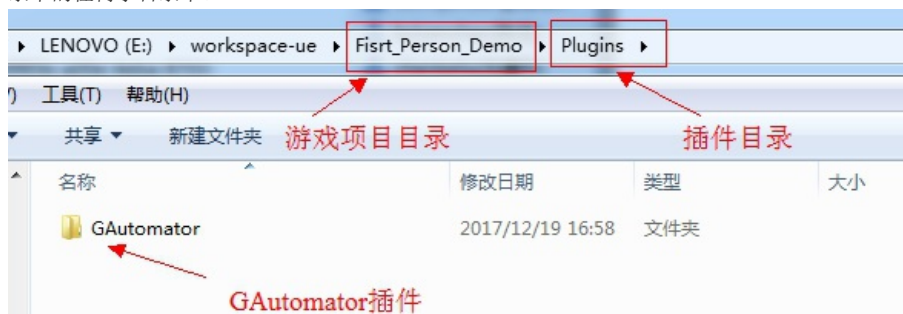 LENOVO (E:) ▸ workspace-ue ▸ Fisrt_Person_Demo ▸ Plugins ▸
工具(T) 帮助(H)
共享 新建文件夹 游戏项目目录 插件目录
名称 修改日期 类型 大小
GAutomator 2017/12/19 16:58 文件夹
GAutomator插件